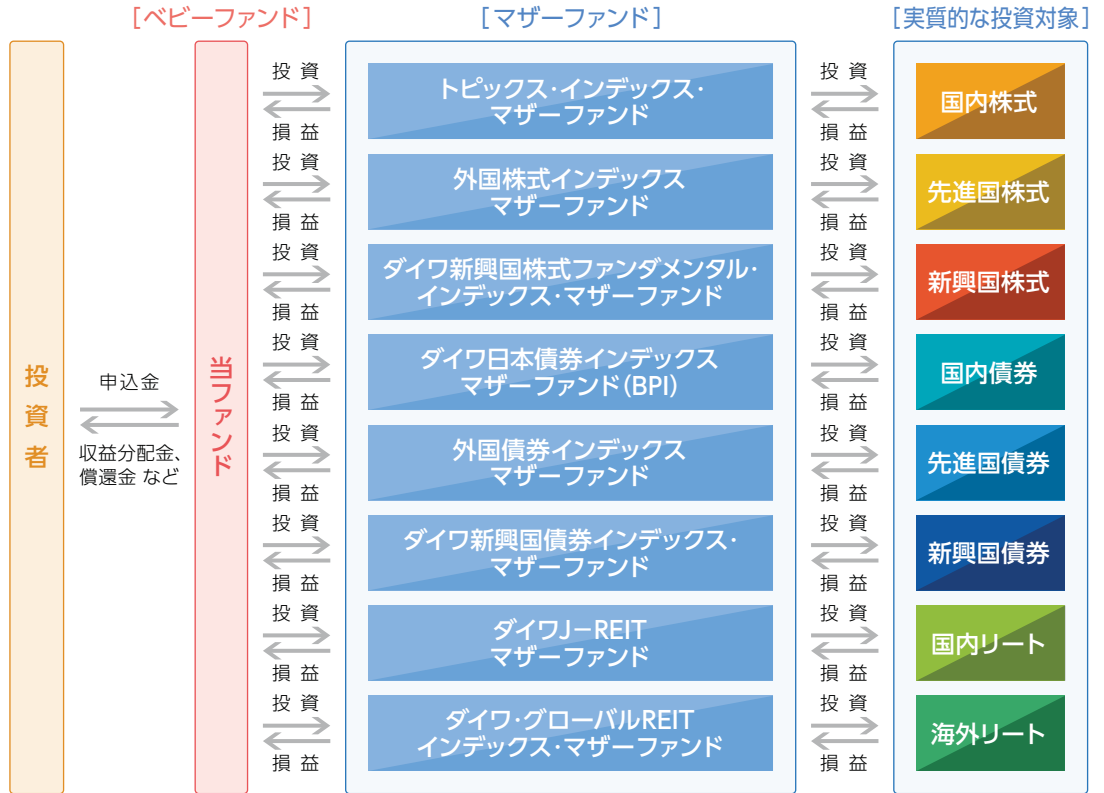 [ベビーファンド]
[マザーファンド]
[実質的な投資対象]
投資者
申込金
収益分配金、
償還金 など
当ファンド
投 資
損 益
トピックス・インデックス・
マザーファンド
投 資
損 益
国内株式
投 資
損 益
外国株式インデックス
マザーファンド
投 資
損 益
先進国株式
投 資
損 益
ダイワ新興国株式ファンダメンタル・
インデックス・マザーファンド
投 資
損 益
新興国株式
投 資
損 益
ダイワ日本債券インデックス
マザーファンド(BPI)
投 資
損 益
国内債券
投 資
損 益
外国債券インデックス
マザーファンド
投 資
損 益
先進国債券
投 資
損 益
ダイワ新興国債券インデックス・
マザーファンド
投 資
損 益
新興国債券
投 資
損 益
ダイワJ−REIT
マザーファンド
投 資
損 益
国内リート
投 資
損 益
ダイワ・グローバルREIT
インデックス・マザーファンド
投 資
損 益
海外リート